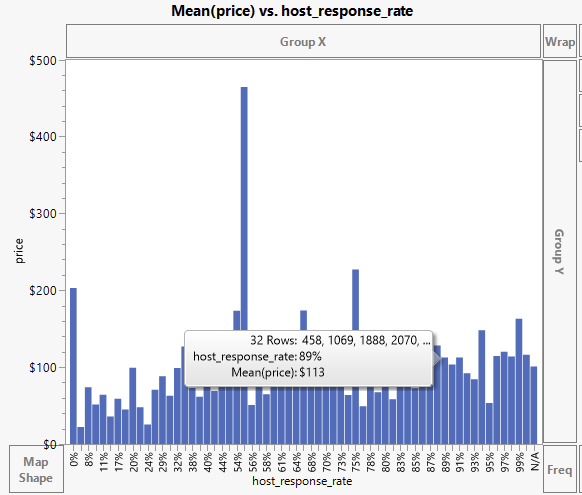 Mean(price) vs. host_response_rate
Group X
Wrap
$500
$400
$300
$200
$100
$0
price
Group Y
32 Rows: 458, 1069, 1888, 2070, ...
host_response_rate: 89%
Mean(price): $113
0% 8% 11% 17% 20% 24% 29% 32% 38% 40% 44% 54% 56% 58% 61% 64% 68% 70% 73% 75% 78% 80% 83% 85% 87% 89% 91% 93% 95% 97% 99% N/A
host_response_rate
Map
Shape
Freq